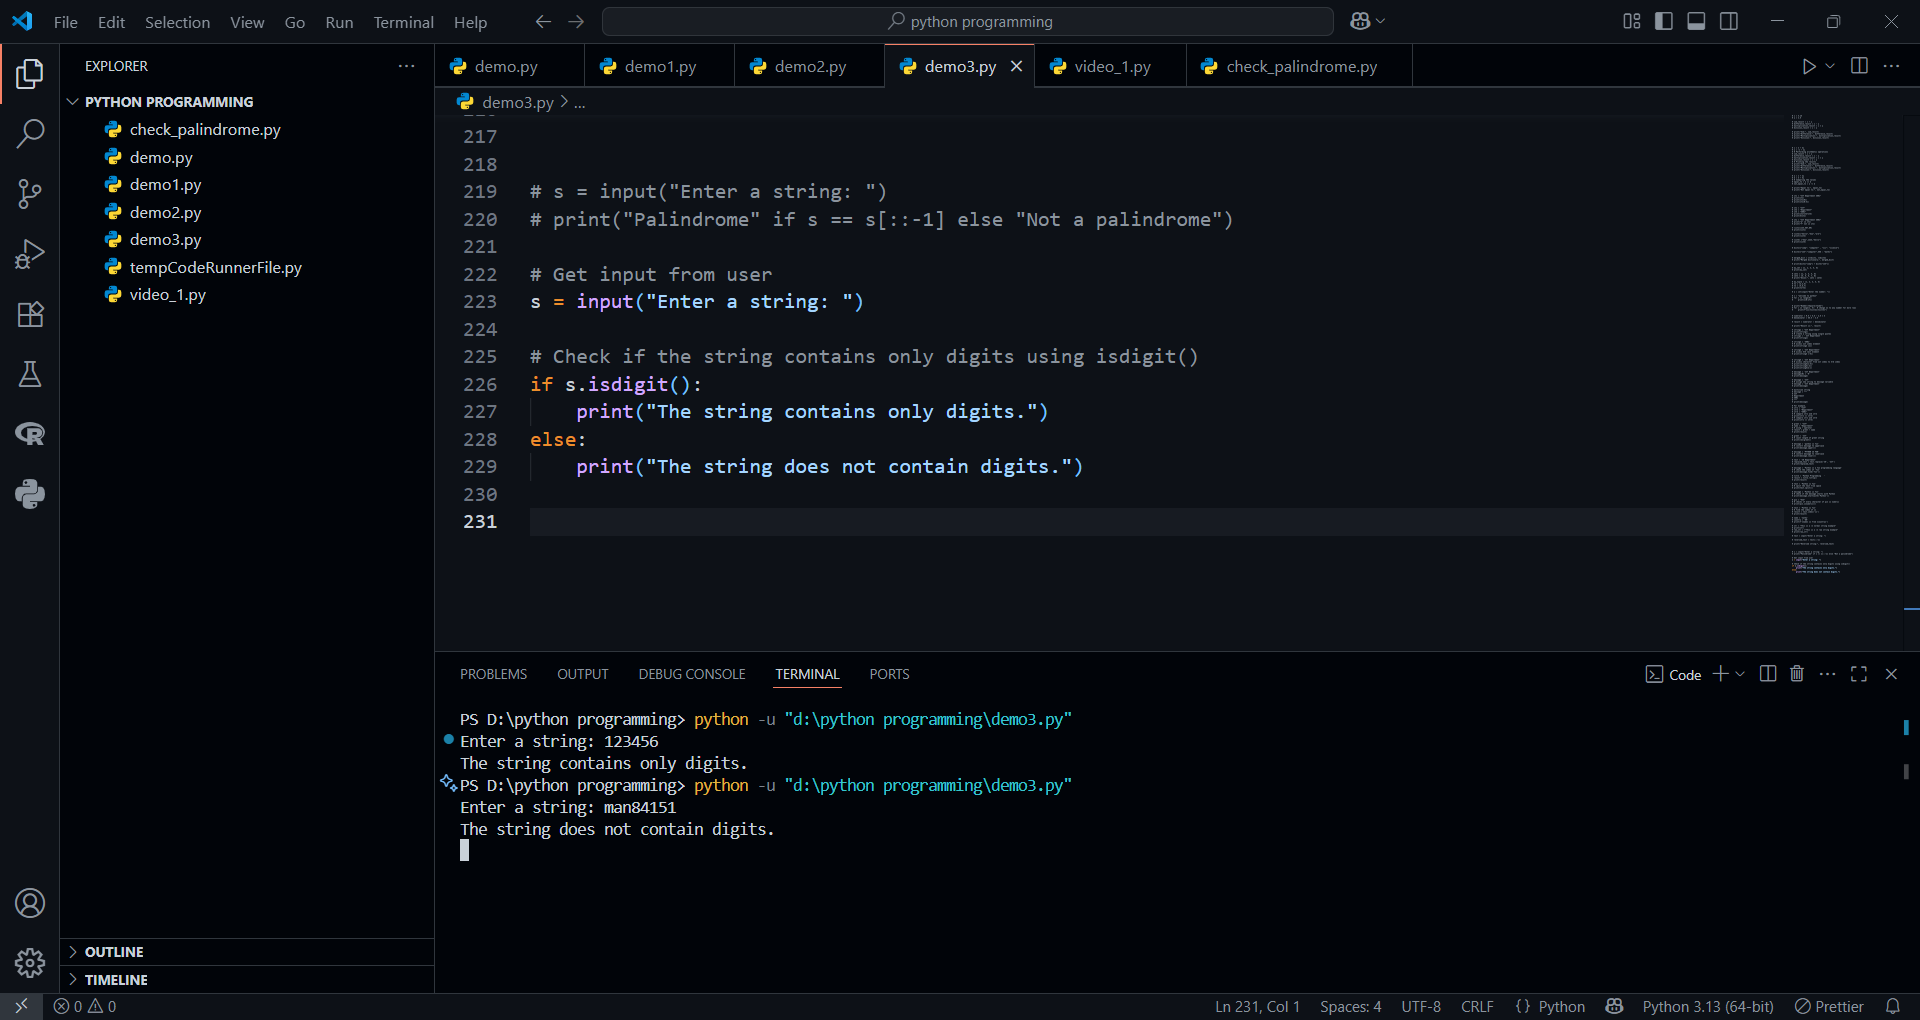 File Edit Selection View Go Run Terminal Help
python programming
EXPLORER
PYTHON PROGRAMMING
check_palindrome.py
demo.py
demo1.py
demo2.py
demo3.py
tempCodeRunnerFile.py
video_1.py
OUTLINE
TIMELINE
demo.py demo1.py demo2.py demo3.py video_1.py check_palindrome.py
demo3.py > ...
217
218
219 # s = input("Enter a string: ")
220 # print("Palindrome" if s == s[::-1] else "Not a palindrome")
221
222 # Get input from user
223 s = input("Enter a string: ")
224
225 # Check if the string contains only digits using isdigit()
226 if s.isdigit():
227     print("The string contains only digits.")
228 else:
229     print("The string does not contain digits.")
230
231
PROBLEMS OUTPUT DEBUG CONSOLE TERMINAL PORTS
Code
PS D:\python programming> python -u "d:\python programming\demo3.py"
Enter a string: 123456
The string contains only digits.
PS D:\python programming> python -u "d:\python programming\demo3.py"
Enter a string: man84151
The string does not contain digits.
0 0
Ln 231, Col 1 Spaces: 4 UTF-8 CRLF {} Python Python 3.13 (64-bit) Prettier